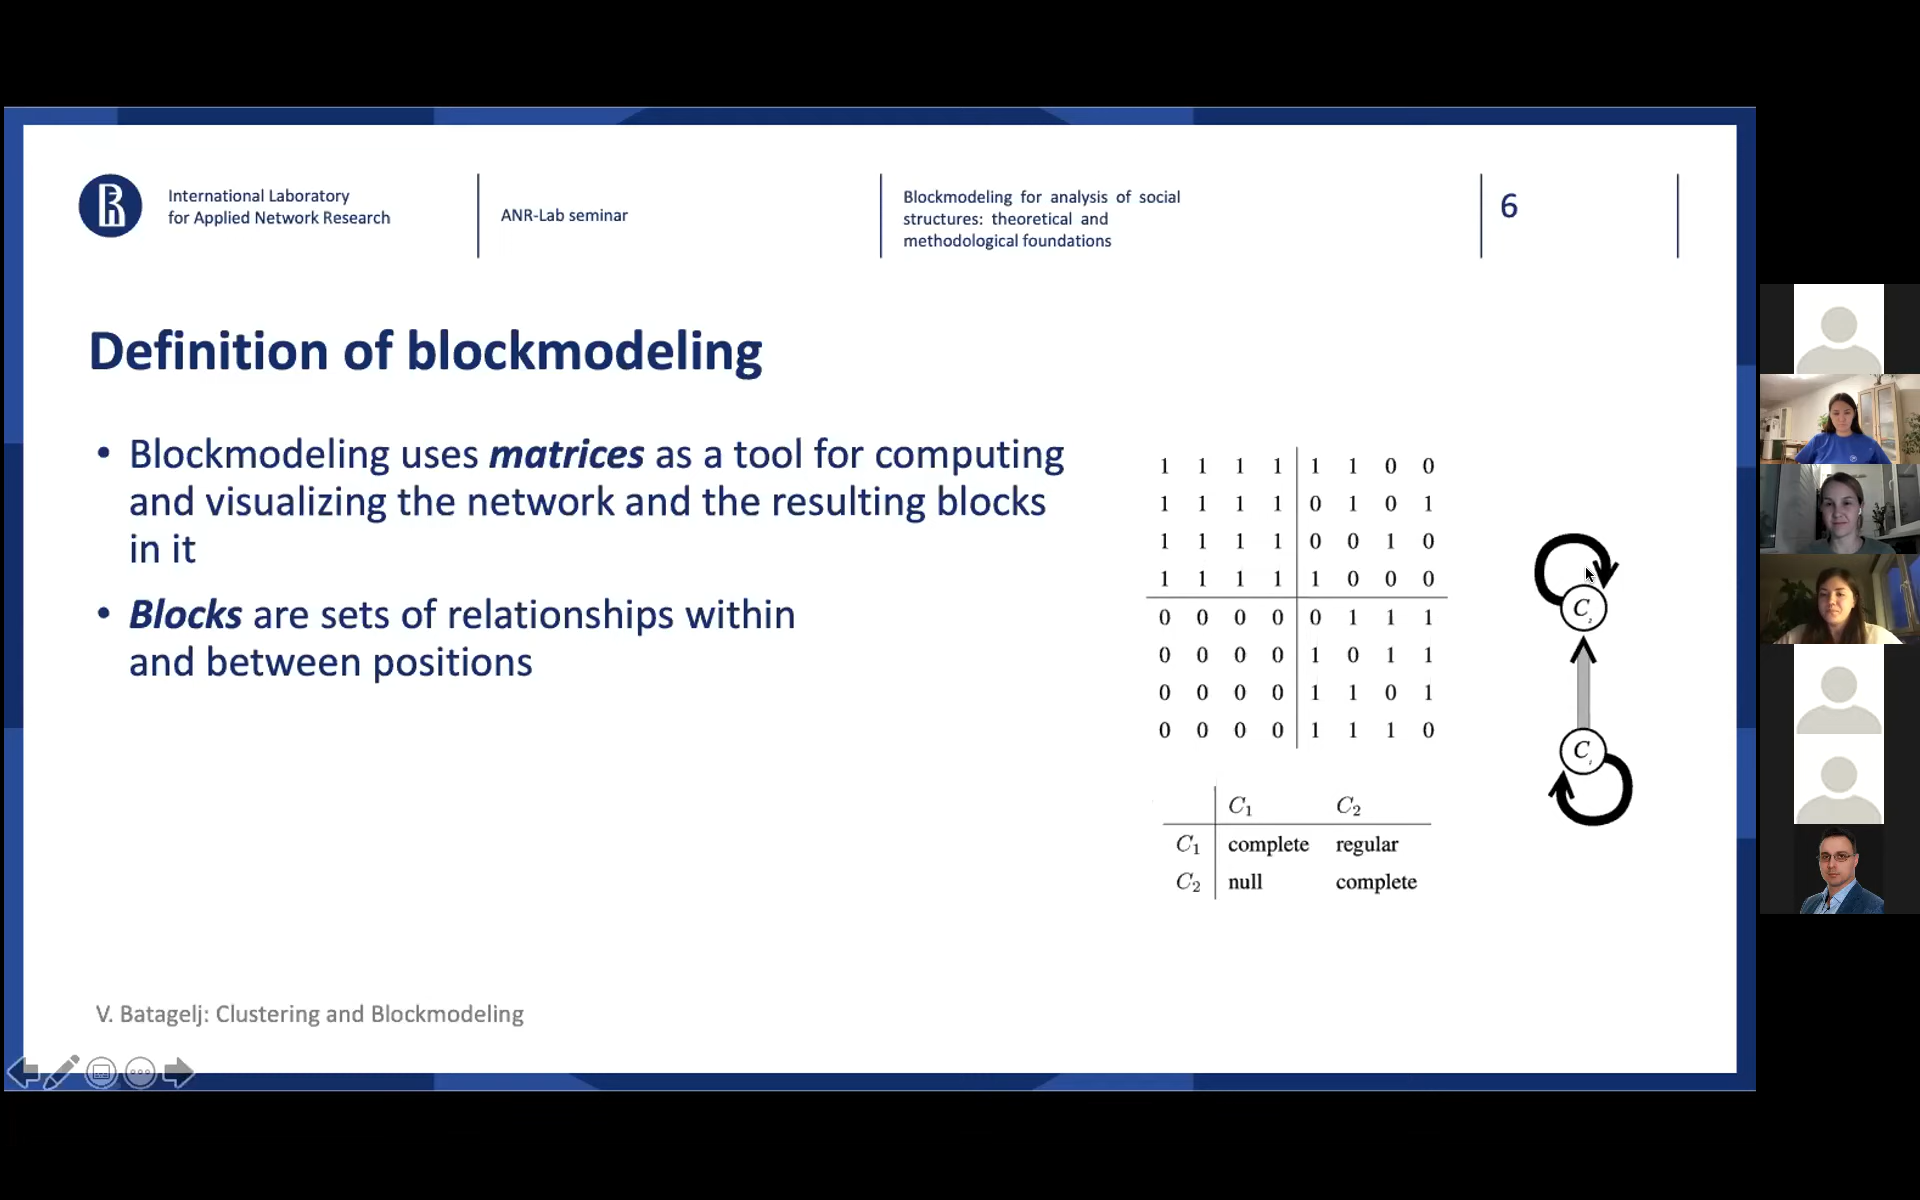 International Laboratory
for Applied Network Research
ANR-Lab seminar
Blockmodeling for analysis of social
structures: theoretical and
methodological foundations
6
Definition of blockmodeling
• Blockmodeling uses matrices as a tool for computing
and visualizing the network and the resulting blocks
in it
• Blocks are sets of relationships within
and between positions
1 1 1 1 1 1 0 0
1 1 1 1 0 1 0 1
1 1 1 1 0 0 1 0
1 1 1 1 1 0 0 0
0 0 0 0 0 1 1 1
0 0 0 0 1 0 1 1
0 0 0 0 1 1 0 1
0 0 0 0 1 1 1 0
C₁ C₂
C₁ complete regular
C₂ null complete
C
C
V. Batagelj: Clustering and Blockmodeling